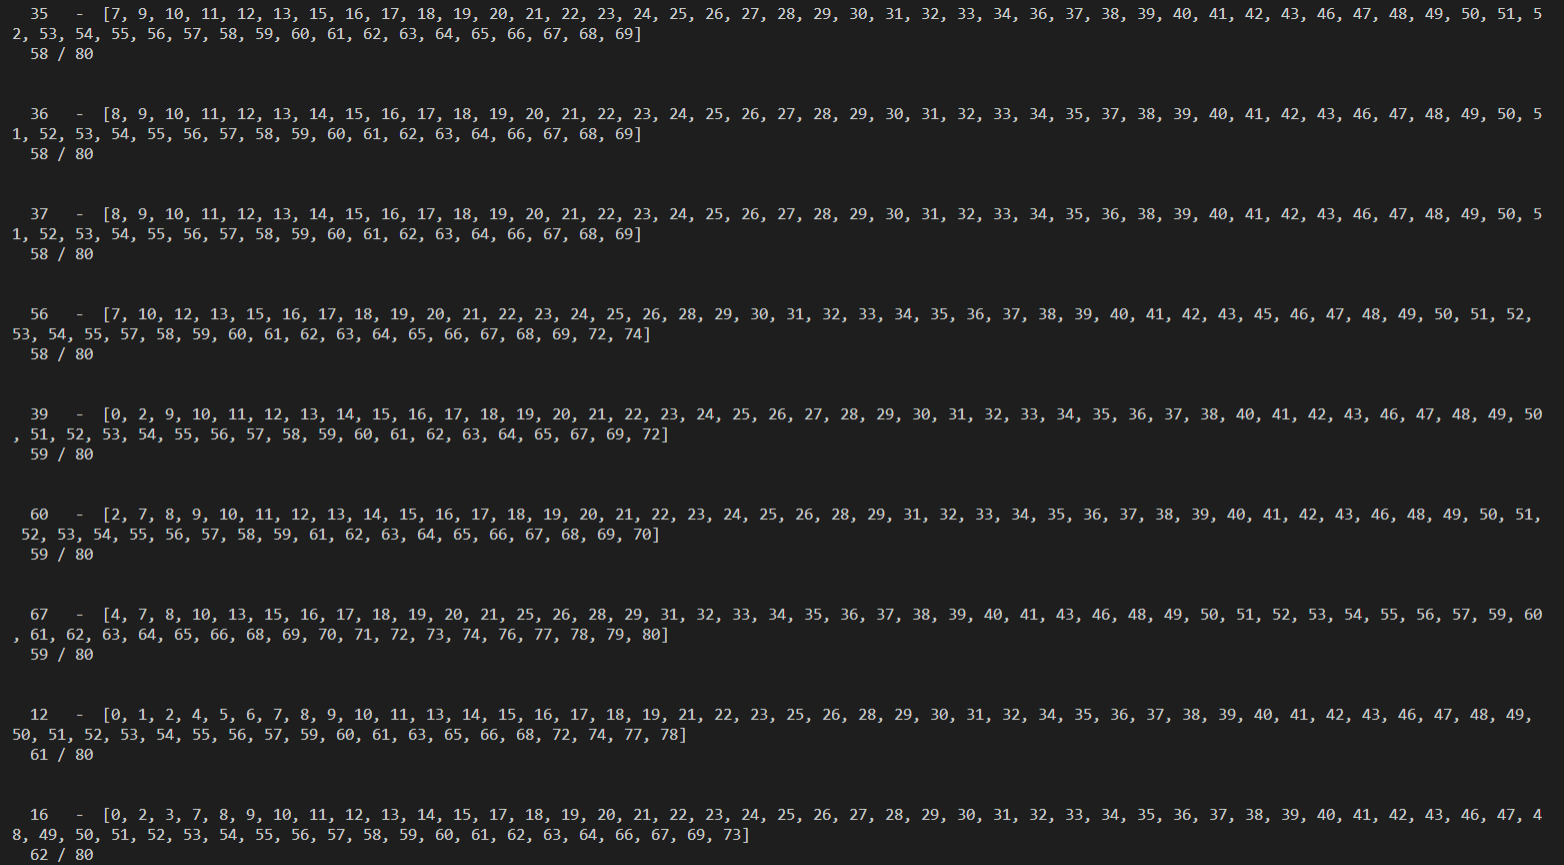 35   -  [7, 9, 10, 11, 12, 13, 15, 16, 17, 18, 19, 20, 21, 22, 23, 24, 25, 26, 27, 28, 29, 30, 31, 32, 33, 34, 36, 37, 38, 39, 40, 41, 42, 43, 46, 47, 48, 49, 50, 51, 5
2, 53, 54, 55, 56, 57, 58, 59, 60, 61, 62, 63, 64, 65, 66, 67, 68, 69]
58 / 80
36   -  [8, 9, 10, 11, 12, 13, 14, 15, 16, 17, 18, 19, 20, 21, 22, 23, 24, 25, 26, 27, 28, 29, 30, 31, 32, 33, 34, 35, 37, 38, 39, 40, 41, 42, 43, 46, 47, 48, 49, 50, 5
1, 52, 53, 54, 55, 56, 57, 58, 59, 60, 61, 62, 63, 64, 66, 67, 68, 69]
58 / 80
37   -  [8, 9, 10, 11, 12, 13, 14, 15, 16, 17, 18, 19, 20, 21, 22, 23, 24, 25, 26, 27, 28, 29, 30, 31, 32, 33, 34, 35, 36, 38, 39, 40, 41, 42, 43, 46, 47, 48, 49, 50, 5
1, 52, 53, 54, 55, 56, 57, 58, 59, 60, 61, 62, 63, 64, 66, 67, 68, 69]
58 / 80
56   -  [7, 10, 12, 13, 15, 16, 17, 18, 19, 20, 21, 22, 23, 24, 25, 26, 28, 29, 30, 31, 32, 33, 34, 35, 36, 37, 38, 39, 40, 41, 42, 43, 45, 46, 47, 48, 49, 50, 51, 52,
53, 54, 55, 57, 58, 59, 60, 61, 62, 63, 64, 65, 66, 67, 68, 69, 72, 74]
58 / 80
39   -  [0, 2, 9, 10, 11, 12, 13, 14, 15, 16, 17, 18, 19, 20, 21, 22, 23, 24, 25, 26, 27, 28, 29, 30, 31, 32, 33, 34, 35, 36, 37, 38, 40, 41, 42, 43, 46, 47, 48, 49, 50
, 51, 52, 53, 54, 55, 56, 57, 58, 59, 60, 61, 62, 63, 64, 65, 67, 69, 72]
59 / 80
60   -  [2, 7, 8, 9, 10, 11, 12, 13, 14, 15, 16, 17, 18, 19, 20, 21, 22, 23, 24, 25, 26, 28, 29, 31, 32, 33, 34, 35, 36, 37, 38, 39, 40, 41, 42, 43, 46, 48, 49, 50, 51,
52, 53, 54, 55, 56, 57, 58, 59, 61, 62, 63, 64, 65, 66, 67, 68, 69, 70]
59 / 80
67   -  [4, 7, 8, 10, 13, 15, 16, 17, 18, 19, 20, 21, 25, 26, 28, 29, 31, 32, 33, 34, 35, 36, 37, 38, 39, 40, 41, 43, 46, 48, 49, 50, 51, 52, 53, 54, 55, 56, 57, 59, 60
, 61, 62, 63, 64, 65, 66, 68, 69, 70, 71, 72, 73, 74, 76, 77, 78, 79, 80]
59 / 80
12   -  [0, 1, 2, 4, 5, 6, 7, 8, 9, 10, 11, 13, 14, 15, 16, 17, 18, 19, 21, 22, 23, 25, 26, 28, 29, 30, 31, 32, 34, 35, 36, 37, 38, 39, 40, 41, 42, 43, 46, 47, 48, 49,
50, 51, 52, 53, 54, 55, 56, 57, 59, 60, 61, 63, 65, 66, 68, 72, 74, 77, 78]
61 / 80
16   -  [0, 2, 3, 7, 8, 9, 10, 11, 12, 13, 14, 15, 17, 18, 19, 20, 21, 22, 23, 24, 25, 26, 27, 28, 29, 30, 31, 32, 33, 34, 35, 36, 37, 38, 39, 40, 41, 42, 43, 46, 47, 4
8, 49, 50, 51, 52, 53, 54, 55, 56, 57, 58, 59, 60, 61, 62, 63, 64, 66, 67, 69, 73]
62 / 80